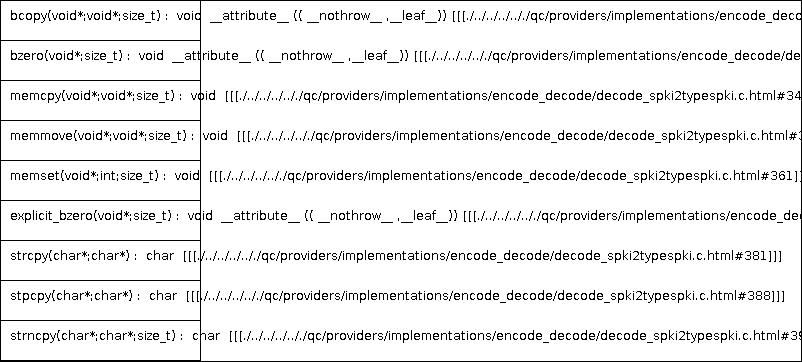 bcopy(void*;void*;size_t) : void __attribute__ (( __nothrow__ ,__leaf__)) [[[./../../../../qc/providers/implementations/encode_deco
bzero(void*;size_t) : void __attribute__ (( __nothrow__ ,__leaf__)) [[[./../../../../qc/providers/implementations/encode_decode/de
memcpy(void*;void*;size_t) : void [[[./../../../../qc/providers/implementations/encode_decode/decode_spki2typespki.c.html#34
memmove(void*;void*;size_t) : void [[[./../../../../qc/providers/implementations/encode_decode/decode_spki2typespki.c.html#3
memset(void*;int;size_t) : void [[[./../../../../qc/providers/implementations/encode_decode/decode_spki2typespki.c.html#361]]
explicit_bzero(void*;size_t) : void __attribute__ (( __nothrow__ ,__leaf__)) [[[./../../../../qc/providers/implementations/encode_deco
strcpy(char*;char*) : char [[[./../../../../qc/providers/implementations/encode_decode/decode_spki2typespki.c.html#381]]]
stpcpy(char*;char*) : char [[[./../../../../qc/providers/implementations/encode_decode/decode_spki2typespki.c.html#388]]]
strncpy(char*;char*;size_t) : char [[[./../../../../qc/providers/implementations/encode_decode/decode_spki2typespki.c.html#39